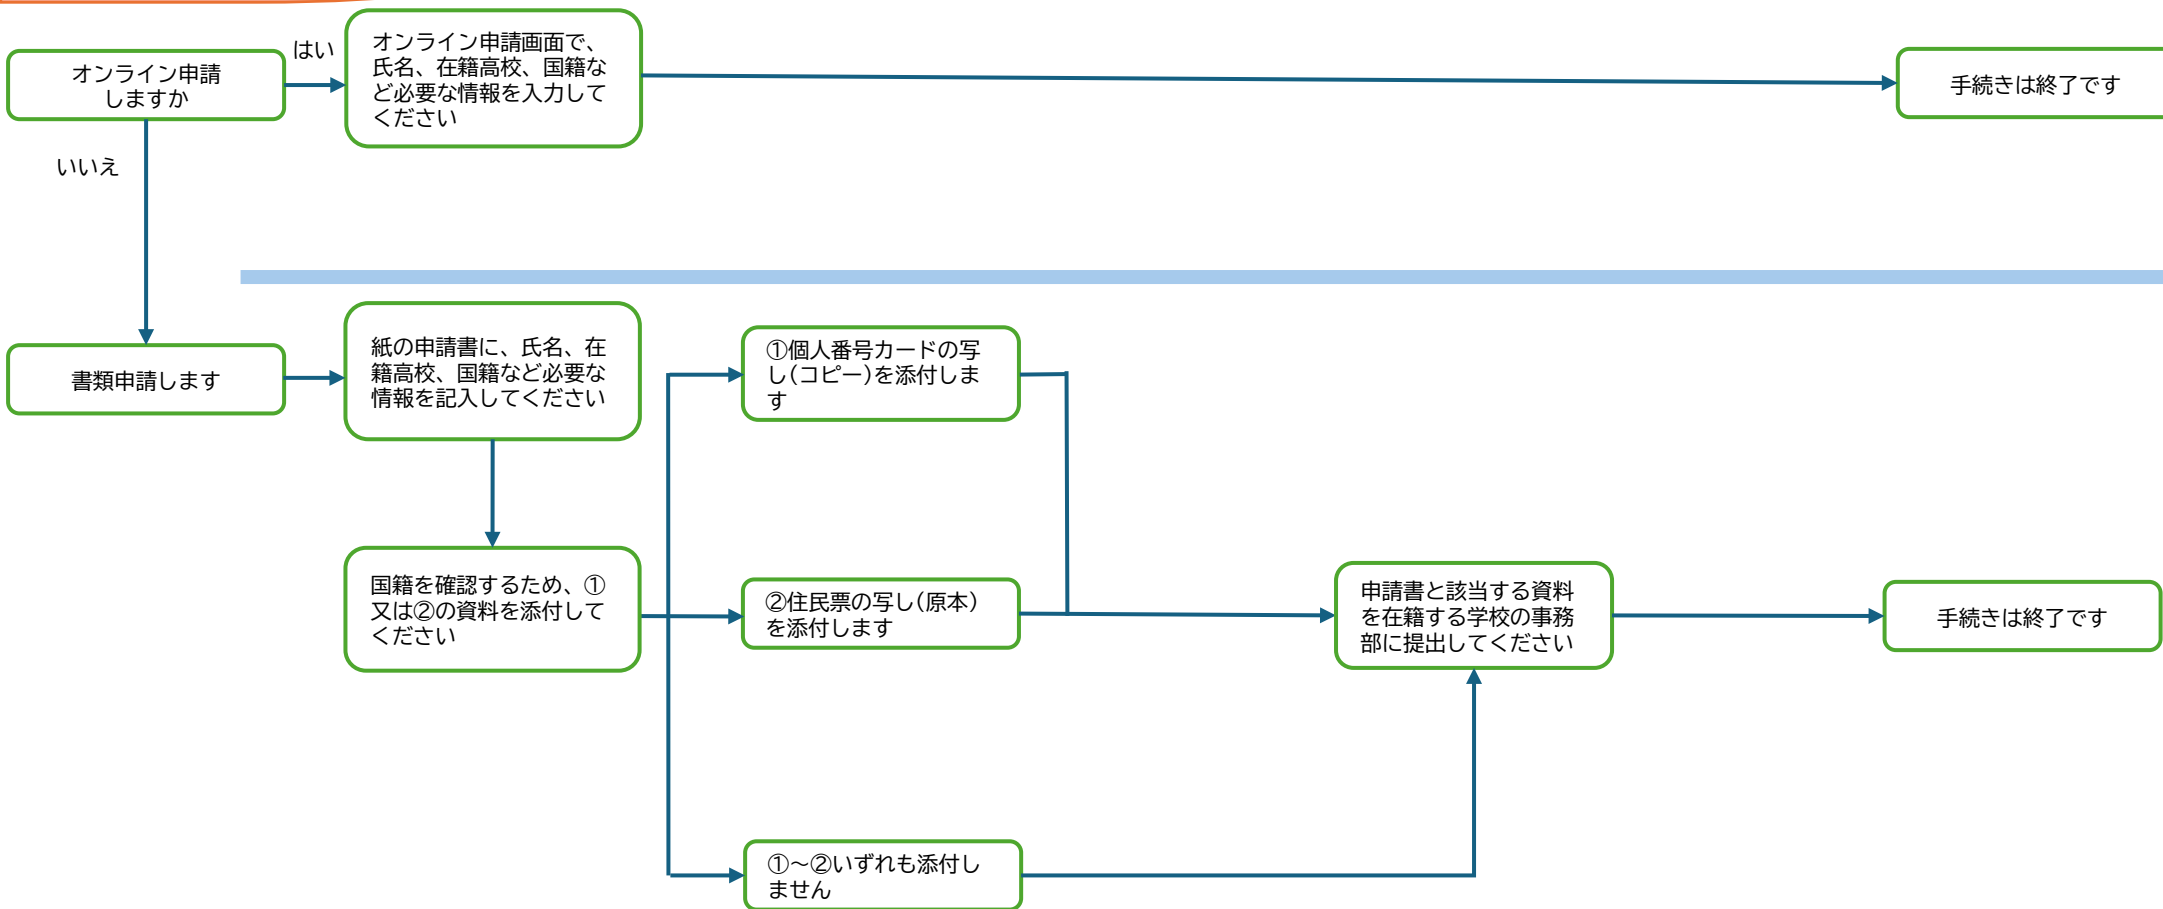 オンライン申請
しますか
はい
オンライン申請画面で、
氏名、在籍高校、国籍な
ど必要な情報を入力して
ください
手続きは終了です
いいえ
書類申請します
紙の申請書に、氏名、在
籍高校、国籍など必要な
情報を記入してください
①個人番号カードの写
し(コピー)を添付しま
す
国籍を確認するため、①
又は②の資料を添付して
ください
②住民票の写し(原本)
を添付します
申請書と該当する資料
を在籍する学校の事務
部に提出してください
手続きは終了です
①～②いずれも添付し
ません